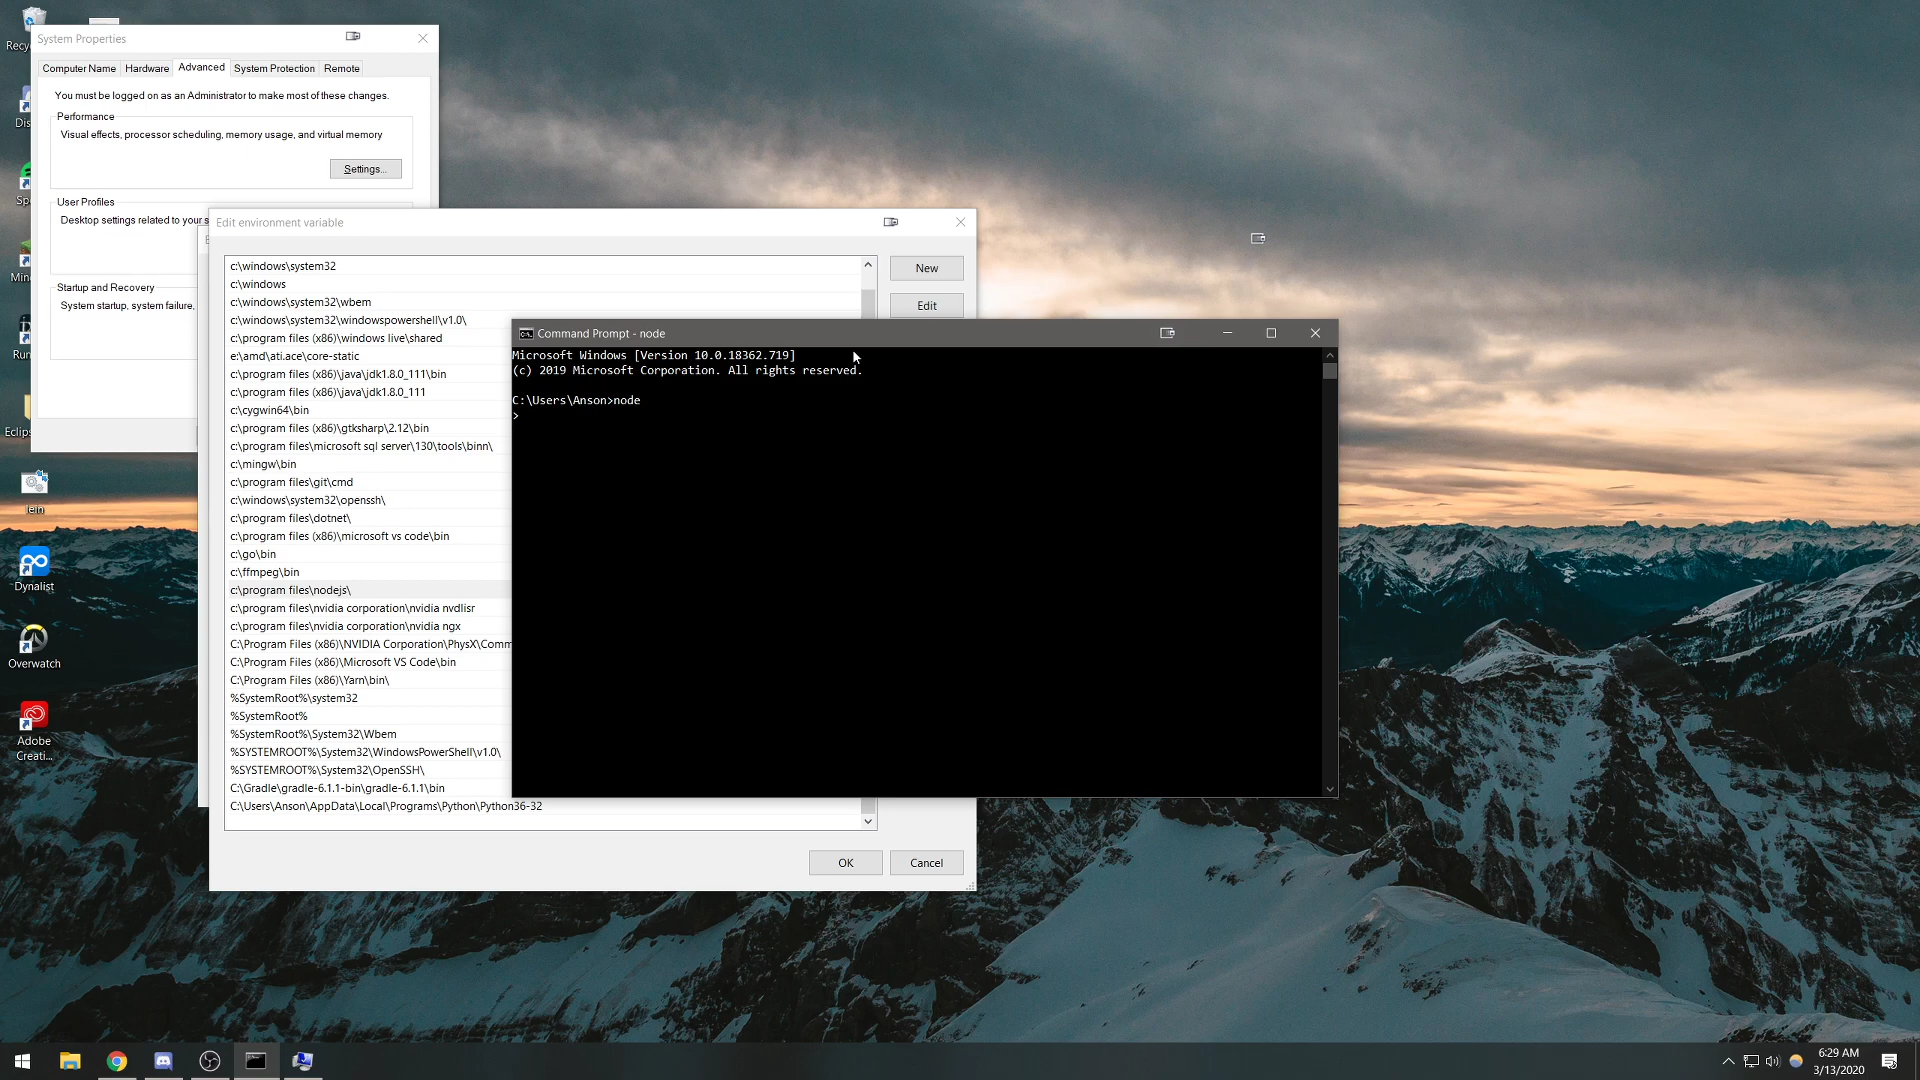 Recy
System Properties
Computer Name
Hardware
Advanced
System Protection
Remote
You must be logged on as an Administrator to make most of these changes.
Performance
Visual effects, processor scheduling, memory usage, and virtual memory
Settings...
User Profiles
Desktop settings related to your s
Startup and Recovery
System startup, system failure,
Dis
Sp
Min
Run
Eclips
lein
Dynalist
Overwatch
Adobe
Creati...
Edit environment variable
c:\windows\system32
c:\windows
c:\windows\system32\wbem
c:\windows\system32\windowspowershell\v1.0\
c:\program files (x86)\windows live\shared
e:\amd\ati.ace\core-static
c:\program files (x86)\java\jdk1.8.0_111\bin
c:\program files (x86)\java\jdk1.8.0_111
c:\cygwin64\bin
c:\program files (x86)\gtksharp\2.12\bin
c:\program files\microsoft sql server\130\tools\binn\
c:\mingw\bin
c:\program files\git\cmd
c:\windows\system32\openssh\
c:\program files\dotnet\
c:\program files (x86)\microsoft vs code\bin
c:\go\bin
c:\ffmpeg\bin
c:\program files\nodejs\
c:\program files\nvidia corporation\nvidia nvdlisr
c:\program files\nvidia corporation\nvidia ngx
C:\Program Files (x86)\NVIDIA Corporation\PhysX\Comm
C:\Program Files (x86)\Microsoft VS Code\bin
C:\Program Files (x86)\Yarn\bin\
%SystemRoot%\system32
%SystemRoot%
%SystemRoot%\System32\Wbem
%SYSTEMROOT%\System32\WindowsPowerShell\v1.0\
%SYSTEMROOT%\System32\OpenSSH\
C:\Gradle\gradle-6.1.1-bin\gradle-6.1.1\bin
C:\Users\Anson\AppData\Local\Programs\Python\Python36-32
New
Edit
OK
Cancel
Command Prompt - node
Microsoft Windows [Version 10.0.18362.719]
(c) 2019 Microsoft Corporation. All rights reserved.
C:\Users\Anson>node
>
6:29 AM
3/13/2020